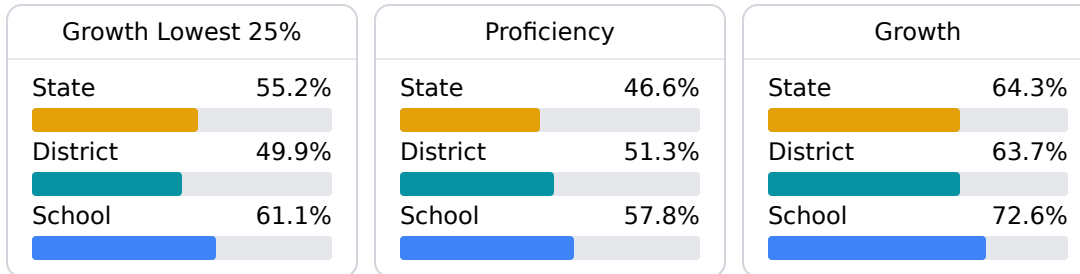 Growth Lowest 25%
State 55.2%
District 49.9%
School 61.1%
Proficiency
State 46.6%
District 51.3%
School 57.8%
Growth
State 64.3%
District 63.7%
School 72.6%